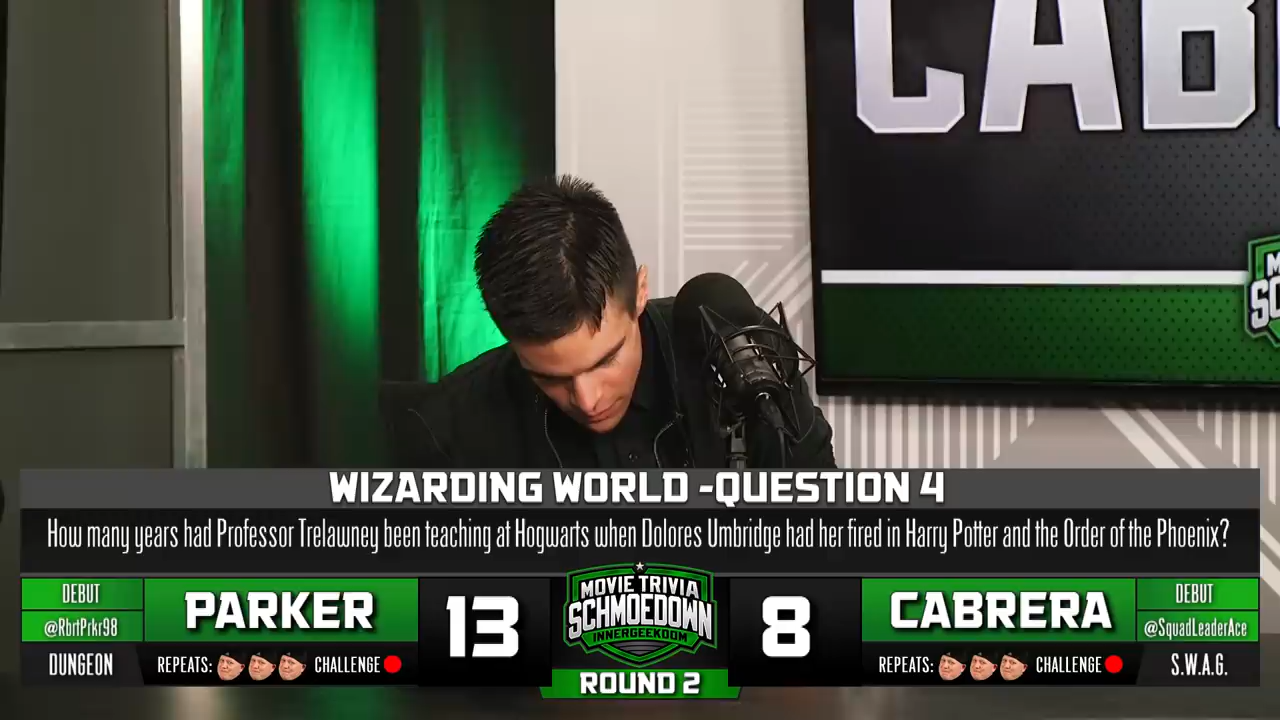 CAB
M
SC
WIZARDING WORLD -QUESTION 4
How many years had Professor Trelawney been teaching at Hogwarts when Dolores Umbridge had her fired in Harry Potter and the Order of the Phoenix?
DEBUT
@RbrtPrkr98
DUNGEON
PARKER
REPEATS:
CHALLENGE
13
MOVIE TRIVIA
SCHMOEDOWN
INNERGEEKDOM
ROUND 2
8
CABRERA
REPEATS:
CHALLENGE
DEBUT
@SquadLeaderAce
S.W.A.G.